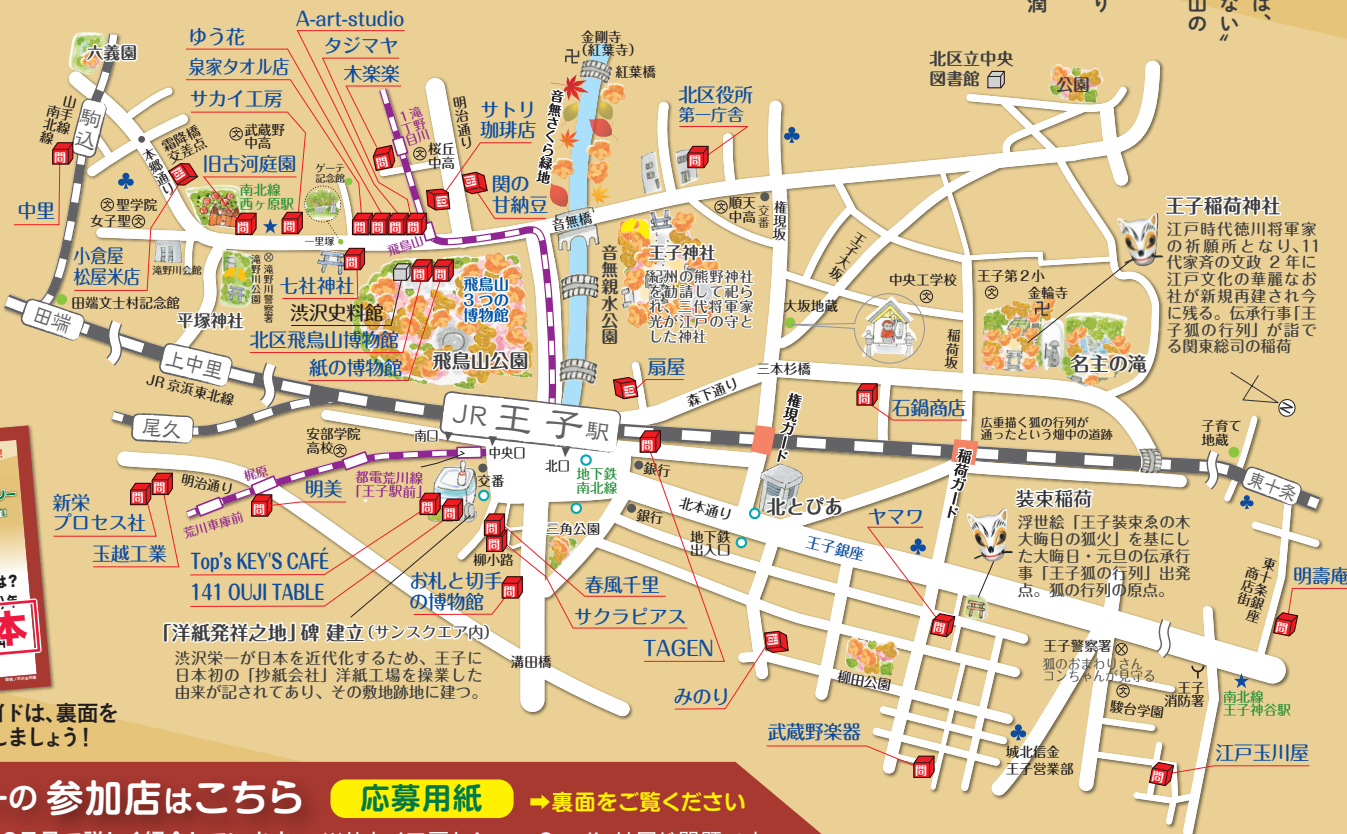 は、
ない〟
山の
り
潤
六義園
山手線
南北線
駒込
中里
本郷通り
霜降橋
交差点
武蔵野
中高
聖学院
女子聖
旧古河庭園
南北線
西ヶ原駅
小倉屋
松屋米店
滝野川会館
田端文士村記念館
田端
A-art-studio
ゆう花
タジマヤ
泉家タオル店
木楽楽
サカイ工房
ゲーテ
記念館
一里塚
滝野川公園
滝野川警察署
平塚神社
七社神社
渋沢史料館
北区飛鳥山博物館
紙の博物館
飛鳥山
3つの
博物館
飛鳥山公園
飛鳥山
滝野川
1丁目
明治通り
桜丘
中高
サトリ
珈琲店
関の
甘納豆
金剛寺
(紅葉寺)
紅葉橋
音無さくら緑地
音無橋
音無親水公園
王子神社
紀州の熊野神社
を勧請して祀ら
れ、三代将軍家
光が江戸の守と
した神社
北区役所
第一庁舎
順天
中高
交番
権現坂
王子大坂
大坂地蔵
北区立中央
図書館
公園
中央工学校
王子第2小
金輪寺
稲荷坂
名主の滝
王子稲荷神社
江戸時代徳川将軍家
の祈願所となり、11
代家斉の文政 2 年に
江戸文化の華麗なお
社が新規再建され今
に残る。伝承行事「王
子狐の行列」が詣で
る関東総司の稲荷
N
上中里
JR京浜東北線
尾久
JR 王子駅
南口
中央口
北口
扇屋
森下通り
三本杉橋
権現ガード
石鍋商店
広重描く狐の行列が
通ったという畑中の道跡
稲荷ガード
子育て
地蔵
東十条
安部学院
高校
明治通り
梶原
荒川車庫前
都電荒川線
「王子駅前」
交番
地下鉄
南北線
銀行
銀行
北本通り
北とぴあ
地下鉄
出入口
王子銀座
ヤマワ
装束稲荷
浮世絵「王子装束ゑの木
大晦日の狐火」を基にし
た大晦日・元旦の伝承行
事「王子狐の行列」出発
点。狐の行列の原点。
東十条銀座
商店街
明壽庵
新栄
プロセス社
玉越工業
明美
Top's KEY'S CAFÉ
141 OUJI TABLE
柳小路
三角公園
お札と切手
の博物館
春風千里
サクラピアス
TAGEN
溝田橋
みのり
柳田公園
武蔵野楽器
王子警察署
狐のおまわりさん
コンちゃんが見守る
駿台学園
王子
消防署
南北線
王子神谷駅
城北信金
王子営業部
江戸玉川屋
「洋紙発祥之地」碑 建立(サンスクエア内)
渋沢栄一が日本を近代化するため、王子に
日本初の「抄紙会社」洋紙工場を操業した
由来が記されてあり、その敷地跡地に建つ。
は?
本
イドは、裏面を
しましょう!
ーの 参加店はこちら
応募用紙
➡裏面をご覧ください